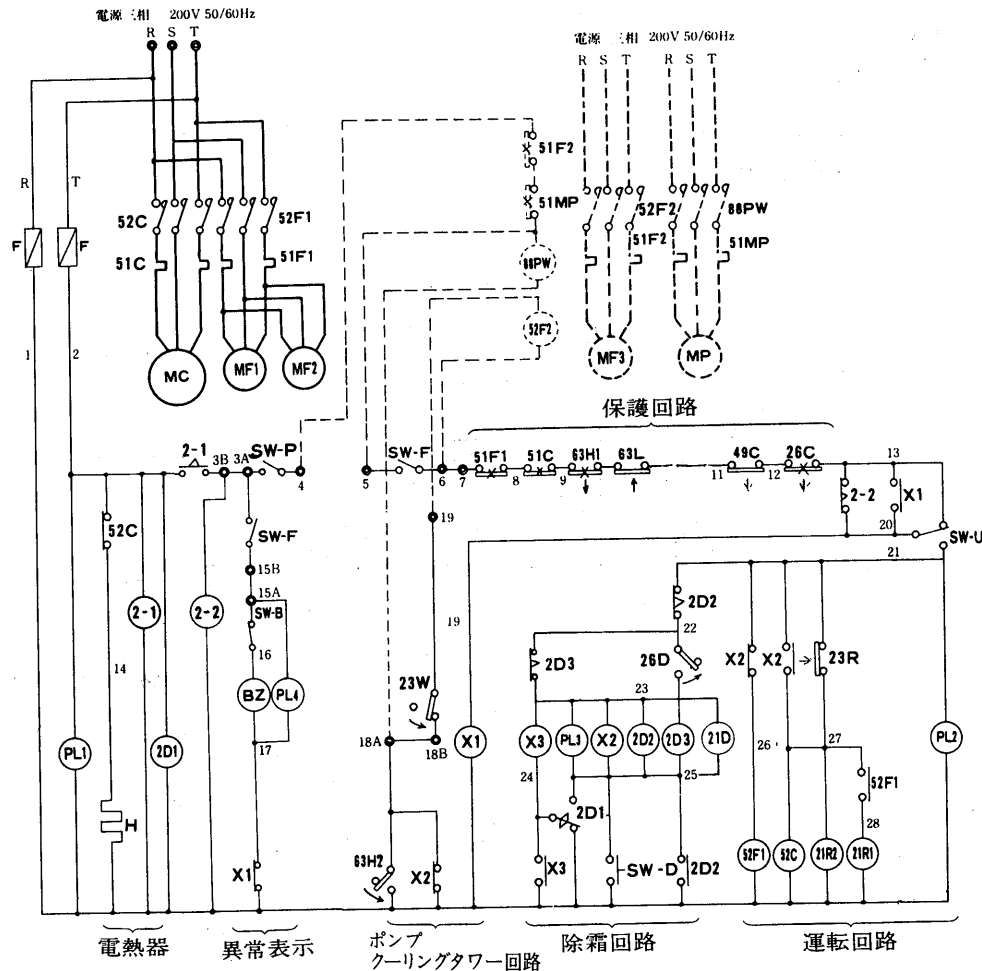 電源 三相 200V 50/60Hz
R S T
電源 三相 200V 50/60Hz
R S T R S T
R T
F F
52C 52F1
51C 51F1
MC MF1 MF2
1 2
51F2
51MP
88PW
52F2
52F2 88PW
51F2 51MP
MF3 MP
保護回路
2-1 3B 3A SW-P 4
5 SW-F 6 7 51F1 8 51C 9 63H1 63L 11 49C 12 26C 13
2-2 X1
20 SW-U
21
19
52C
SW-F
15B
15A
SW-B
16
2-1 2-2
BZ PL4
17
14
PL1 2D1
H
X1
19
23W
18A 18B
63H2 X2
X1
2D2
22
2D3 26D
23
X3 PL3 X2 2D2 2D3 21D
24 25
2D1
X3 SW-D 2D2
X2 X2 23R
26 27
PL2
52F1
28
52F1 52C 21R2 21R1
電熱器 異常表示 ポンプ
クーリングタワー回路
除霜回路 運転回路